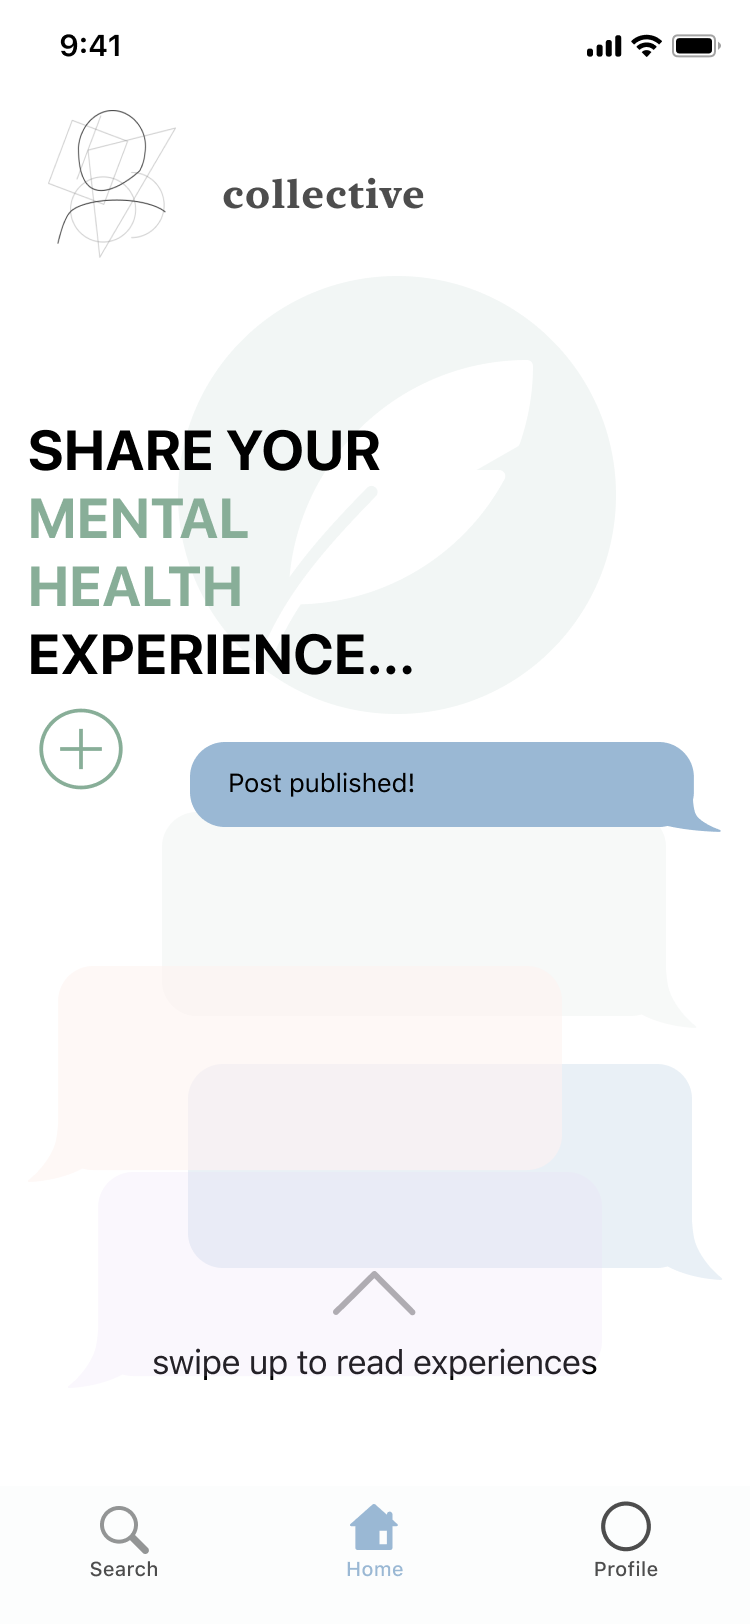 9:41
collective
SHARE YOUR
MENTAL
HEALTH
EXPERIENCE...
Post published!
swipe up to read experiences
Search
Home
Profile